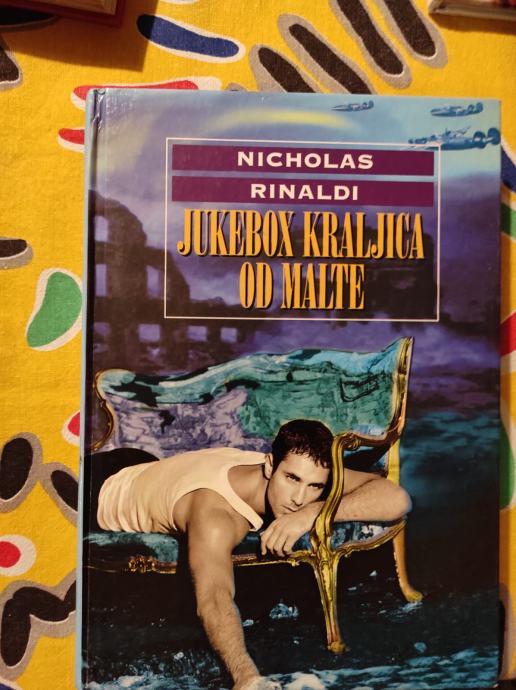 NICHOLAS
RINALDI
JUKEBOX KRALJICA
OD MALTE